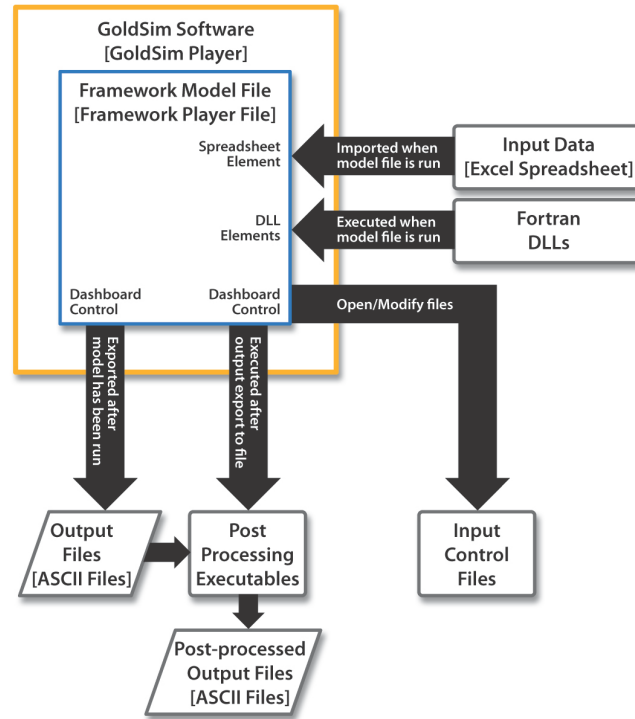 GoldSim Software
[GoldSim Player]
Framework Model File
[Framework Player File]
Spreadsheet
Element
Imported when
model file is run
Input Data
[Excel Spreadsheet]
DLL
Elements
Executed when
model file is run
Fortran
DLLs
Dashboard
Control
Dashboard
Control
Open/Modify files
Exported after
model has been run
Executed after
output export to file
Output
Files
[ASCII Files]
Post
Processing
Executables
Input
Control
Files
Post-processed
Output Files
[ASCII Files]